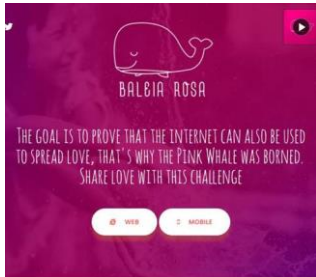 BALBIA ROSA
THE GOAL IS TO PROVE THAT THE INTERNET CAN ALSO BE USED
TO SPREAD LOVE, THAT'S WHY THE PINK WHALE WAS BORNED.
SHARE LOVE WITH THIS CHALLENGE
WEB
MOBILE